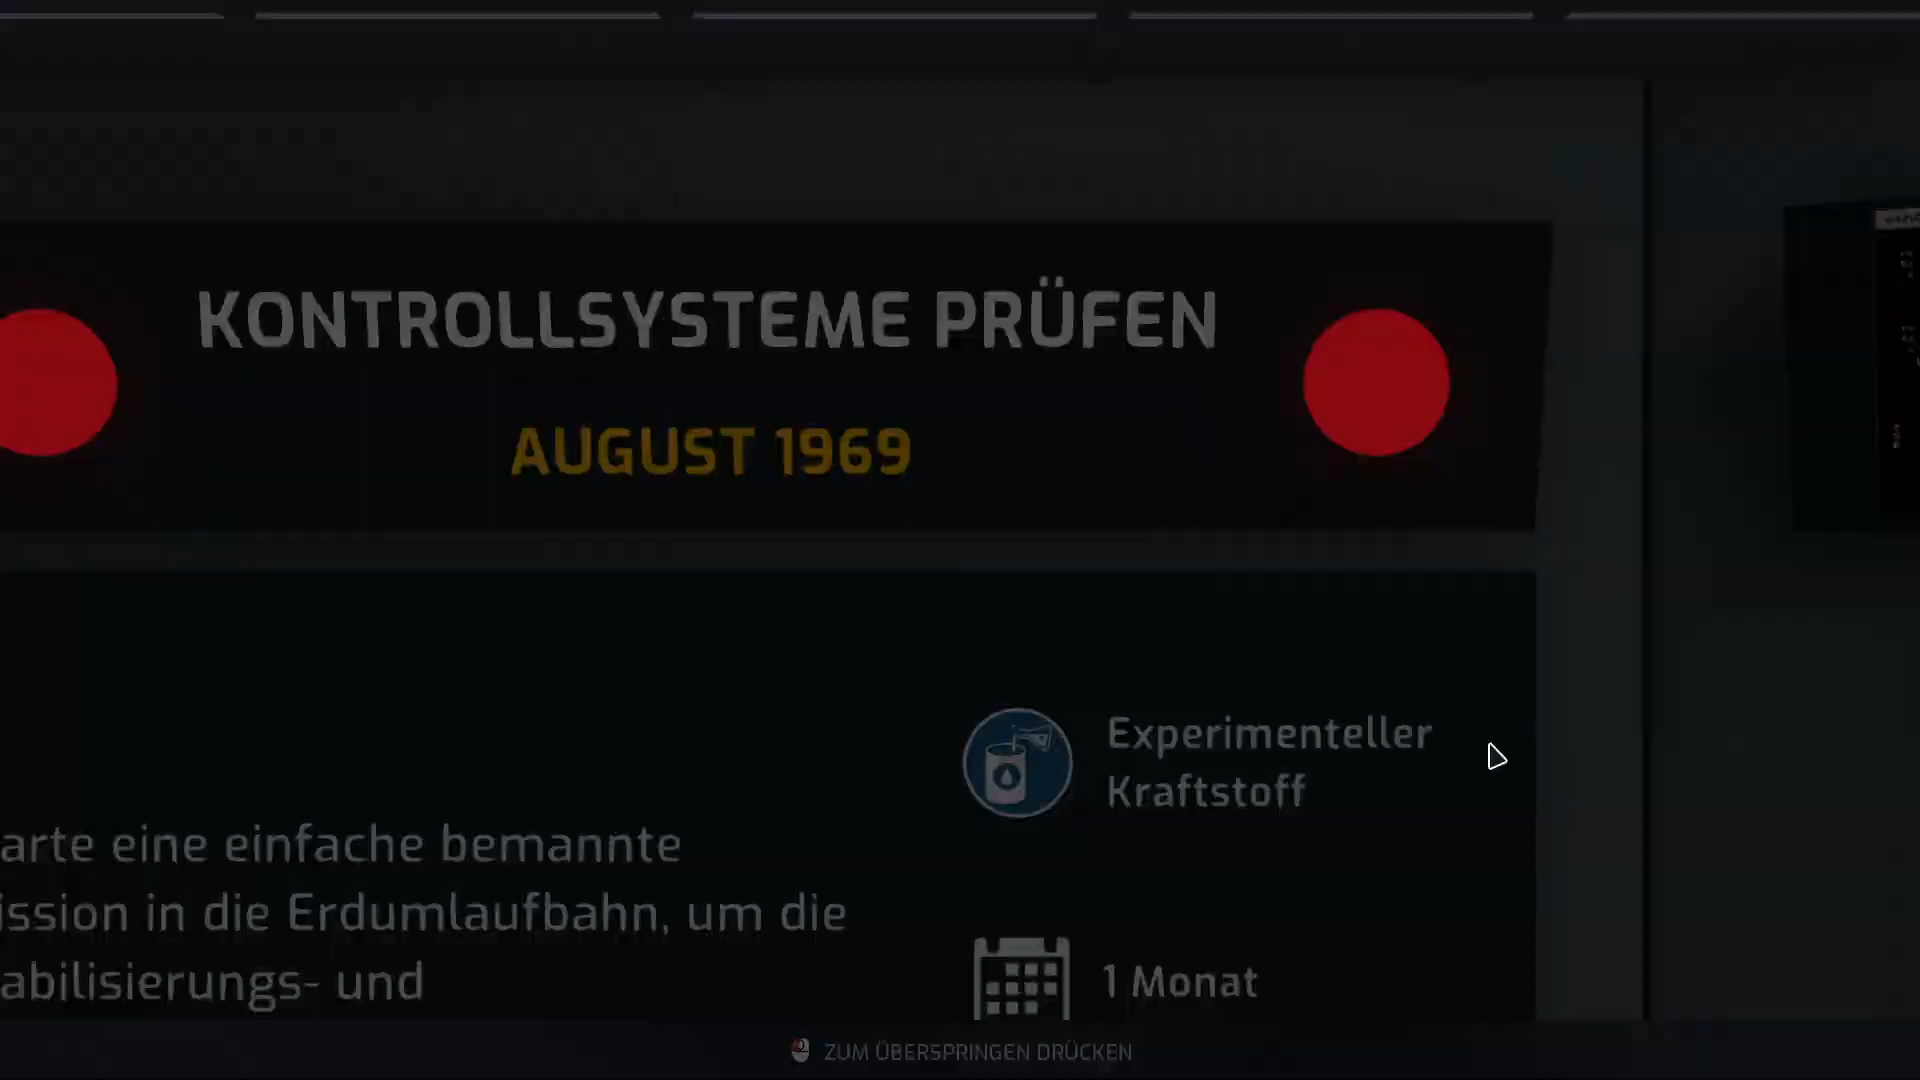 KONTROLLSYSTEME PRÜFEN
AUGUST 1969
Experimenteller
Kraftstoff
arte eine einfache bemannte
ission in die Erdumlaufbahn, um die
abilisierungs- und
1 Monat
ZUM ÜBERSPRINGEN DRÜCKEN